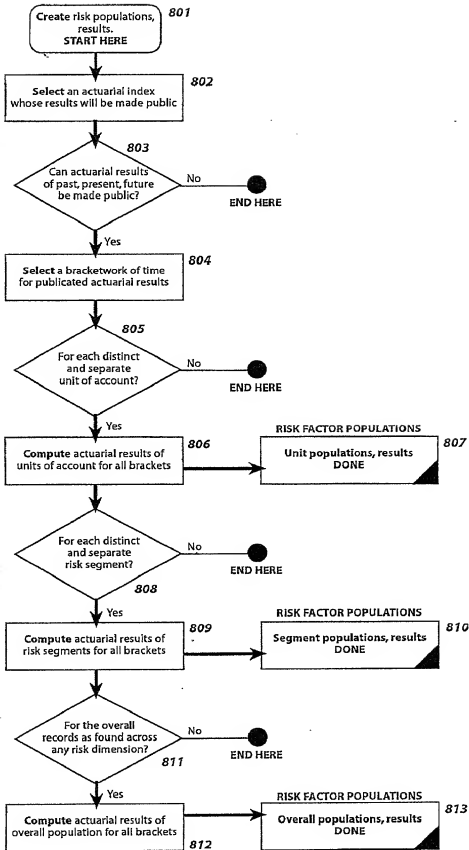 Create risk populations,
results.
START HERE
801
Select an actuarial index
whose results will be made public
802
803
Can actuarial results
of past, present, future
be made public?
No
END HERE
Yes
804
Select a bracketwork of time
for publicated actuarial results
805
For each distinct
and separate
unit of account?
No
END HERE
Yes
Compute actuarial results of
units of account for all brackets
806
RISK FACTOR POPULATIONS
807
Unit populations, results
DONE
For each distinct
and separate
risk segment?
No
END HERE
808
Yes
Compute actuarial results of
risk segments for all brackets
809
RISK FACTOR POPULATIONS
810
Segment populations, results
DONE
For the overall
records as found across
any risk dimension?
No
END HERE
811
Yes
Compute actuarial results of
overall population for all brackets
812
RISK FACTOR POPULATIONS
813
Overall populations, results
DONE